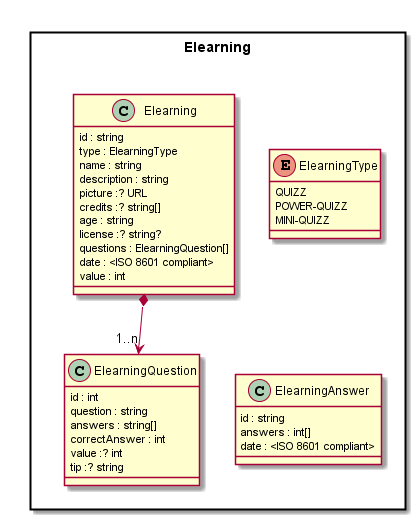 Elearning
C Elearning
id : string
type : ElearningType
name : string
description : string
picture :? URL
credits :? string[]
age : string
license :? string?
questions : ElearningQuestion[]
date : <ISO 8601 compliant>
value : int
E ElearningType
QUIZZ
POWER-QUIZZ
MINI-QUIZZ
1..n
C ElearningQuestion
id : int
question : string
answers : string[]
correctAnswer : int
value :? int
tip :? string
C ElearningAnswer
id : string
answers : int[]
date : <ISO 8601 compliant>